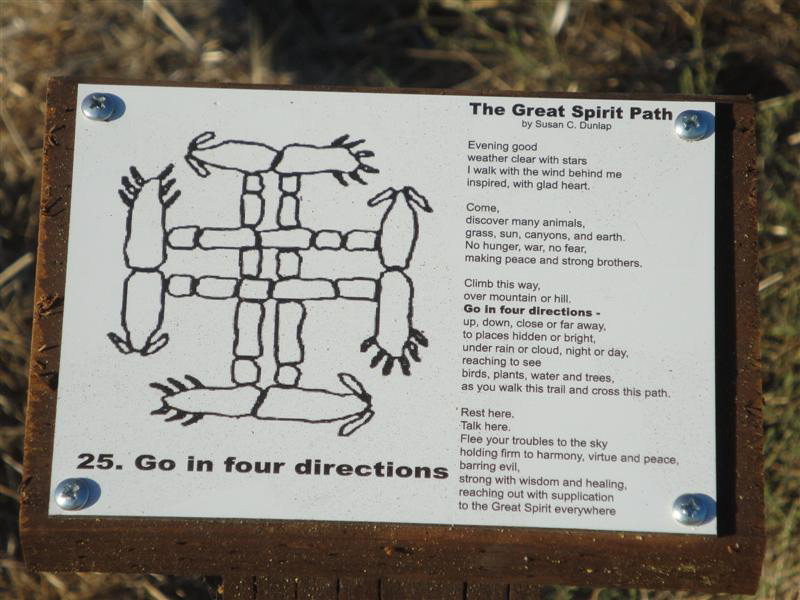 The Great Spirit Path
by Susan C. Dunlap
Evening good
weather clear with stars
I walk with the wind behind me
inspired, with glad heart.
Come,
discover many animals,
grass, sun, canyons, and earth.
No hunger, war, no fear,
making peace and strong brothers.
Climb this way,
over mountain or hill.
Go in four directions -
up, down, close or far away,
to places hidden or bright,
under rain or cloud, night or day,
reaching to see
birds, plants, water and trees,
as you walk this trail and cross this path.
Rest here.
Talk here.
Flee your troubles to the sky
holding firm to harmony, virtue and peace,
barring evil,
strong with wisdom and healing,
reaching out with supplication
to the Great Spirit everywhere
25. Go in four directions